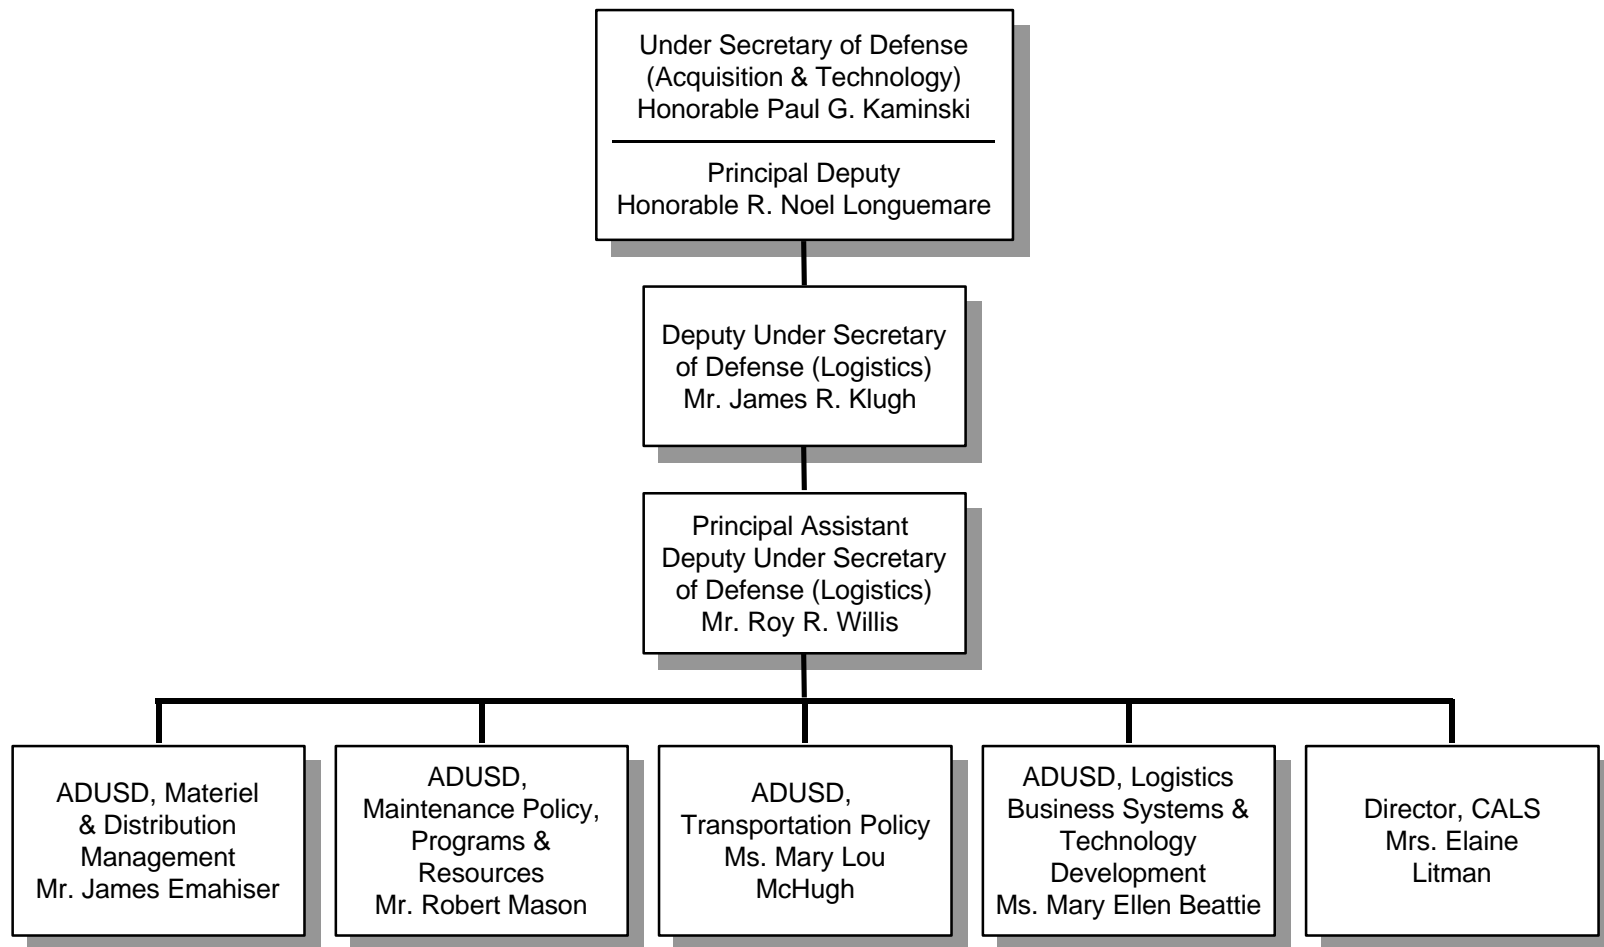 Under Secretary of Defense
(Acquisition & Technology)
Honorable Paul G. Kaminski
Principal Deputy
Honorable R. Noel Longuemare
Deputy Under Secretary
of Defense (Logistics)
Mr. James R. Klugh
Principal Assistant
Deputy Under Secretary
of Defense (Logistics)
Mr. Roy R. Willis
ADUSD, Materiel
& Distribution
Management
Mr. James Emahiser
ADUSD,
Maintenance Policy,
Programs &
Resources
Mr. Robert Mason
ADUSD,
Transportation Policy
Ms. Mary Lou
McHugh
ADUSD, Logistics
Business Systems &
Technology
Development
Ms. Mary Ellen Beattie
Director, CALS
Mrs. Elaine
Litman